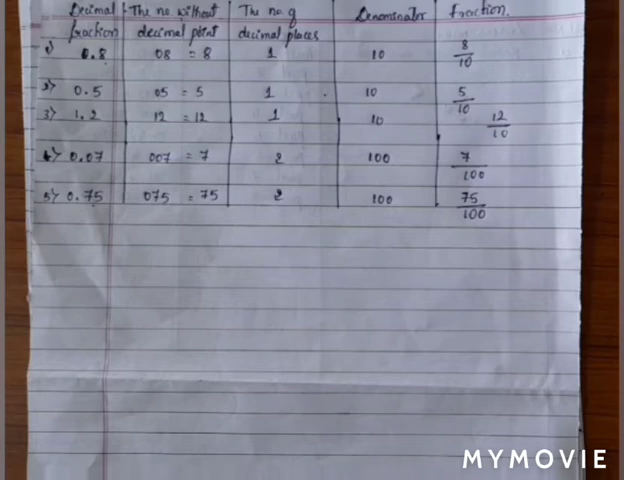 Decimal fraction | The no. without decimal point | The no. of decimal places | Denominator | fraction.
1) 0.8 | 08 = 8 | 1 | 10 | 8/10
2) 0.5 | 05 = 5 | 1 | 10 | 5/10
3) 1.2 | 12 = 12 | 1 | 10 | 12/10
4) 0.07 | 007 = 7 | 2 | 100 | 7/100
5) 0.75 | 075 = 75 | 2 | 100 | 75/100
MYMOVIE